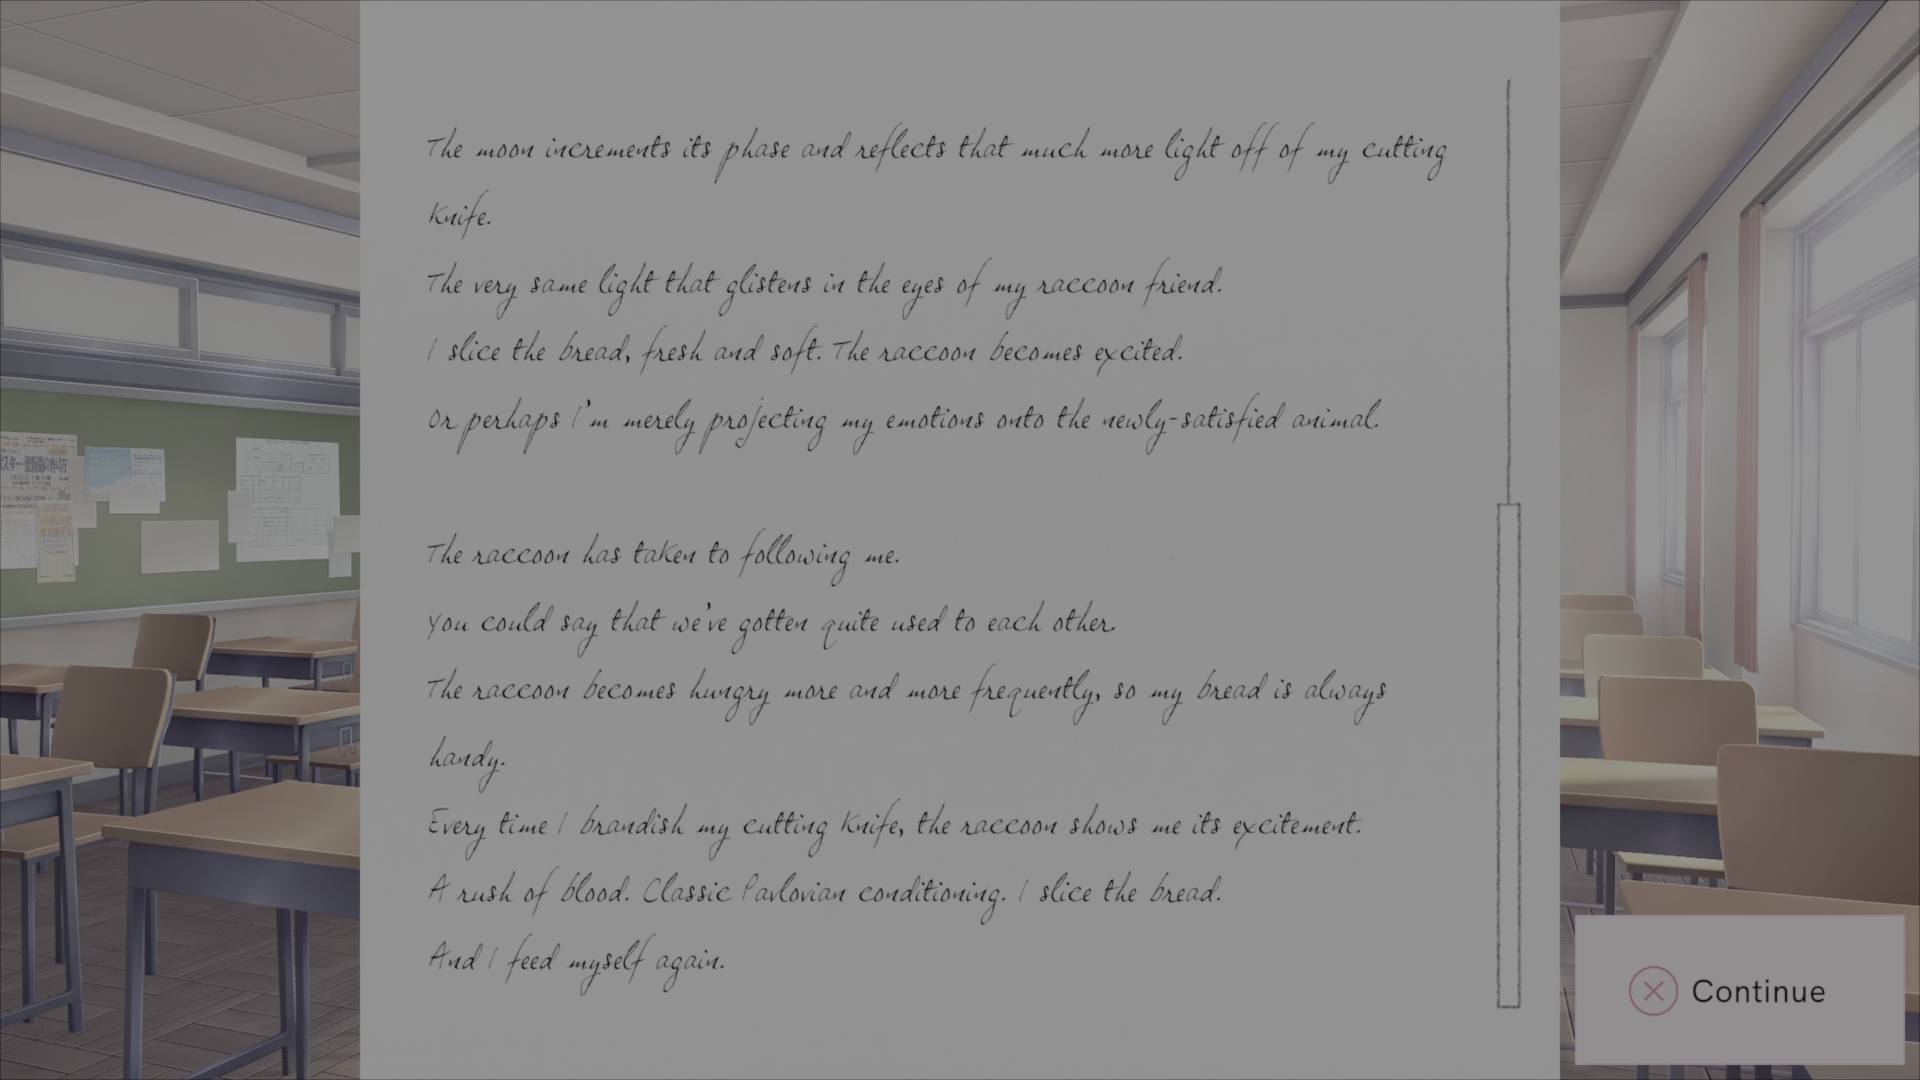 The moon increments its phase and reflects that much more light off of my cutting
knife.
The very same light that glistens in the eyes of my raccoon friend.
I slice the bread, fresh and soft. The raccoon becomes excited.
Or perhaps I'm merely projecting my emotions onto the newly-satisfied animal.
The raccoon has taken to following me.
You could say that we've gotten quite used to each other.
The raccoon becomes hungry more and more frequently, so my bread is always
handy.
Every time I brandish my cutting knife, the raccoon shows me its excitement.
A rush of blood. Classic Pavlovian conditioning. I slice the bread.
And I feed myself again.
Continue